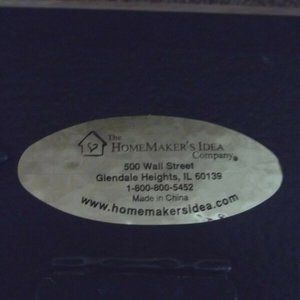 The
HOMEMAKER'S IDEA
Company®
500 Wall Street
Glendale Heights, IL 60139
1-800-800-5452
Made in China
www.homemakersidea.com